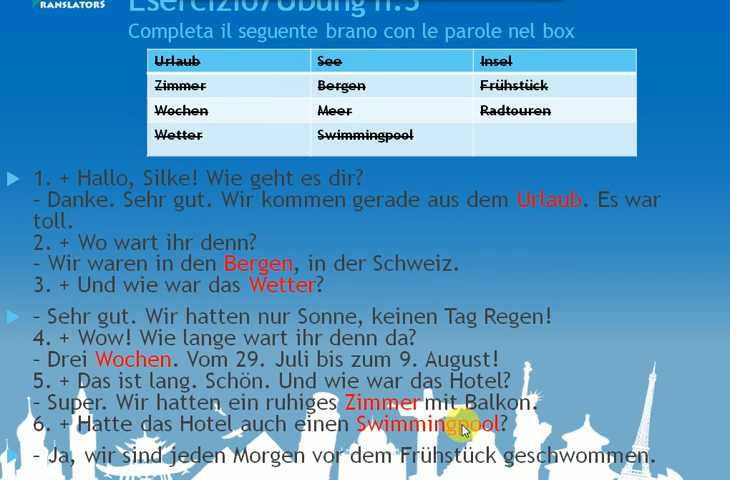 TRANSLATORS
Esercizio/Übung n.3
Completa il seguente brano con le parole nel box
Urlaub See Insel
Zimmer Bergen Frühstück
Wochen Meer Radtouren
Wetter Swimmingpool
1. + Hallo, Silke! Wie geht es dir?
– Danke. Sehr gut. Wir kommen gerade aus dem Urlaub. Es war
toll.
2. + Wo wart ihr denn?
– Wir waren in den Bergen, in der Schweiz.
3. + Und wie war das Wetter?
– Sehr gut. Wir hatten nur Sonne, keinen Tag Regen!
4. + Wow! Wie lange wart ihr denn da?
– Drei Wochen. Vom 29. Juli bis zum 9. August!
5. + Das ist lang. Schön. Und wie war das Hotel?
– Super. Wir hatten ein ruhiges Zimmer mit Balkon.
6. + Hatte das Hotel auch einen Swimmingpool?
– Ja, wir sind jeden Morgen vor dem Frühstück geschwommen.